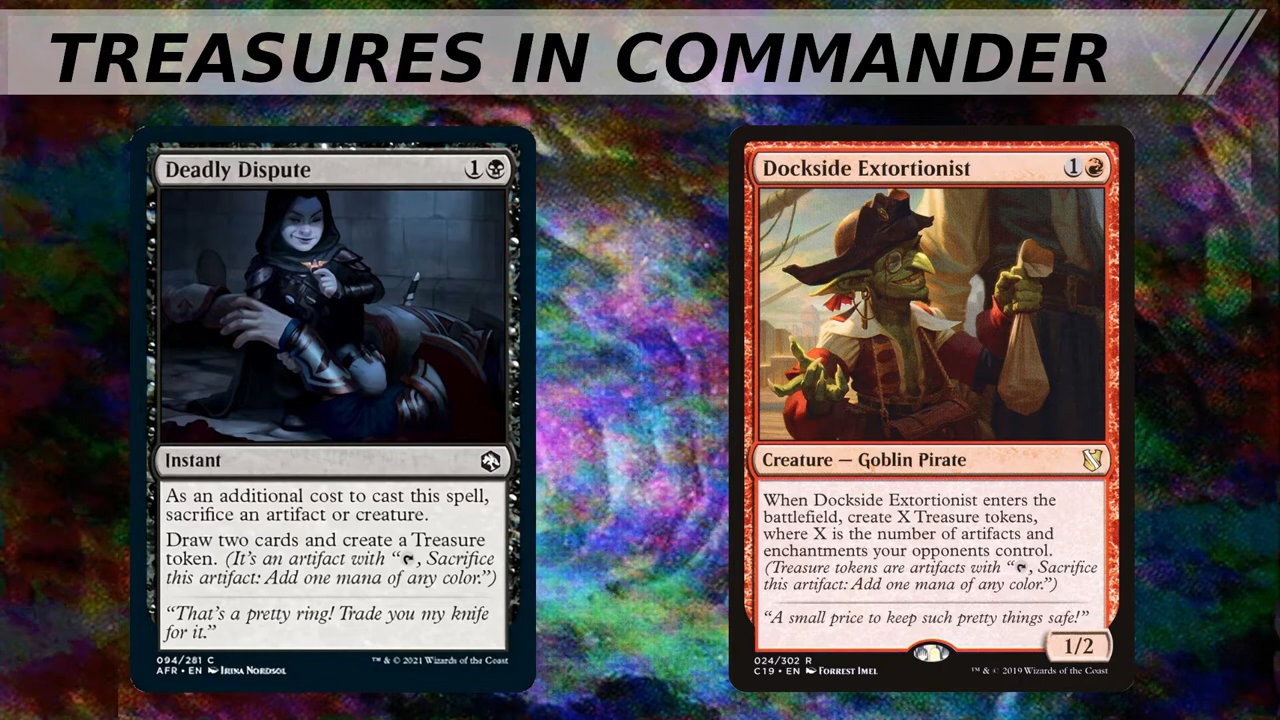 TREASURES IN COMMANDER
Deadly Dispute 1
Instant
As an additional cost to cast this spell,
sacrifice an artifact or creature.
Draw two cards and create a Treasure
token. (It's an artifact with “, Sacrifice
this artifact: Add one mana of any color.”)
“That's a pretty ring! Trade you my knife
for it.”
094/281 C
AFR • EN Irina Nordsol
™ & © 2021 Wizards of the Coast
Dockside Extortionist 1
Creature — Goblin Pirate
When Dockside Extortionist enters the
battlefield, create X Treasure tokens,
where X is the number of artifacts and
enchantments your opponents control.
(Treasure tokens are artifacts with “, Sacrifice
this artifact: Add one mana of any color.”)
“A small price to keep such pretty things safe!”
1/2
024/302 R
C19 • EN Forrest Imel
™ & © 2019 Wizards of the Coast